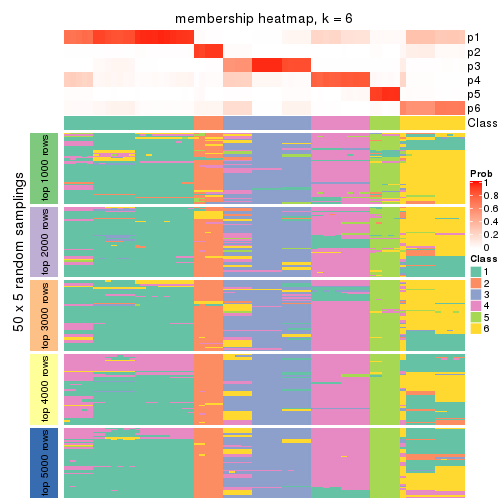 membership heatmap, k = 6
p1
p2
p3
p4
p5
p6
Class
50 x 5 random samplings
top 1000 rows
top 2000 rows
top 3000 rows
top 4000 rows
top 5000 rows
Prob
1
0.8
0.6
0.4
0.2
0
Class
1
2
3
4
5
6